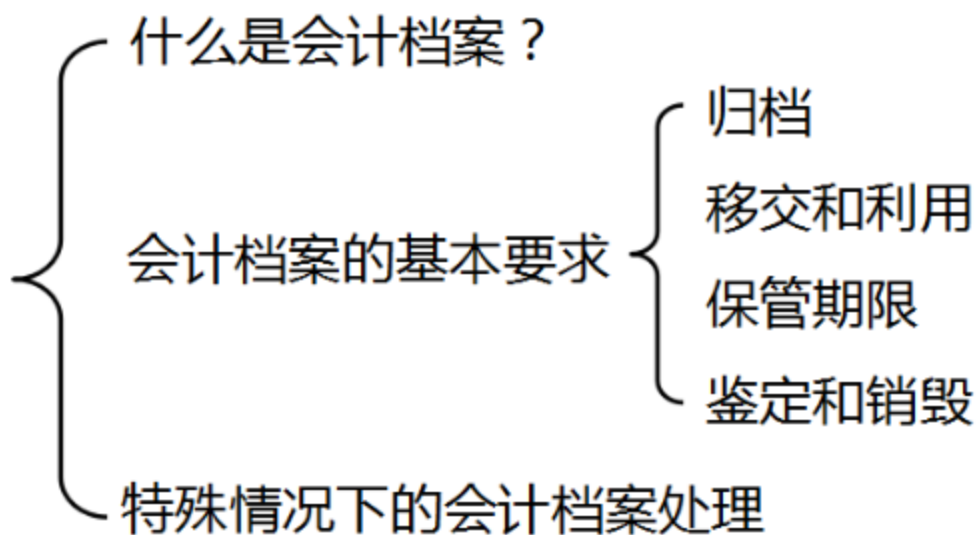 什么是会计档案？
会计档案的基本要求
归档
移交和利用
保管期限
鉴定和销毁
特殊情况下的会计档案处理